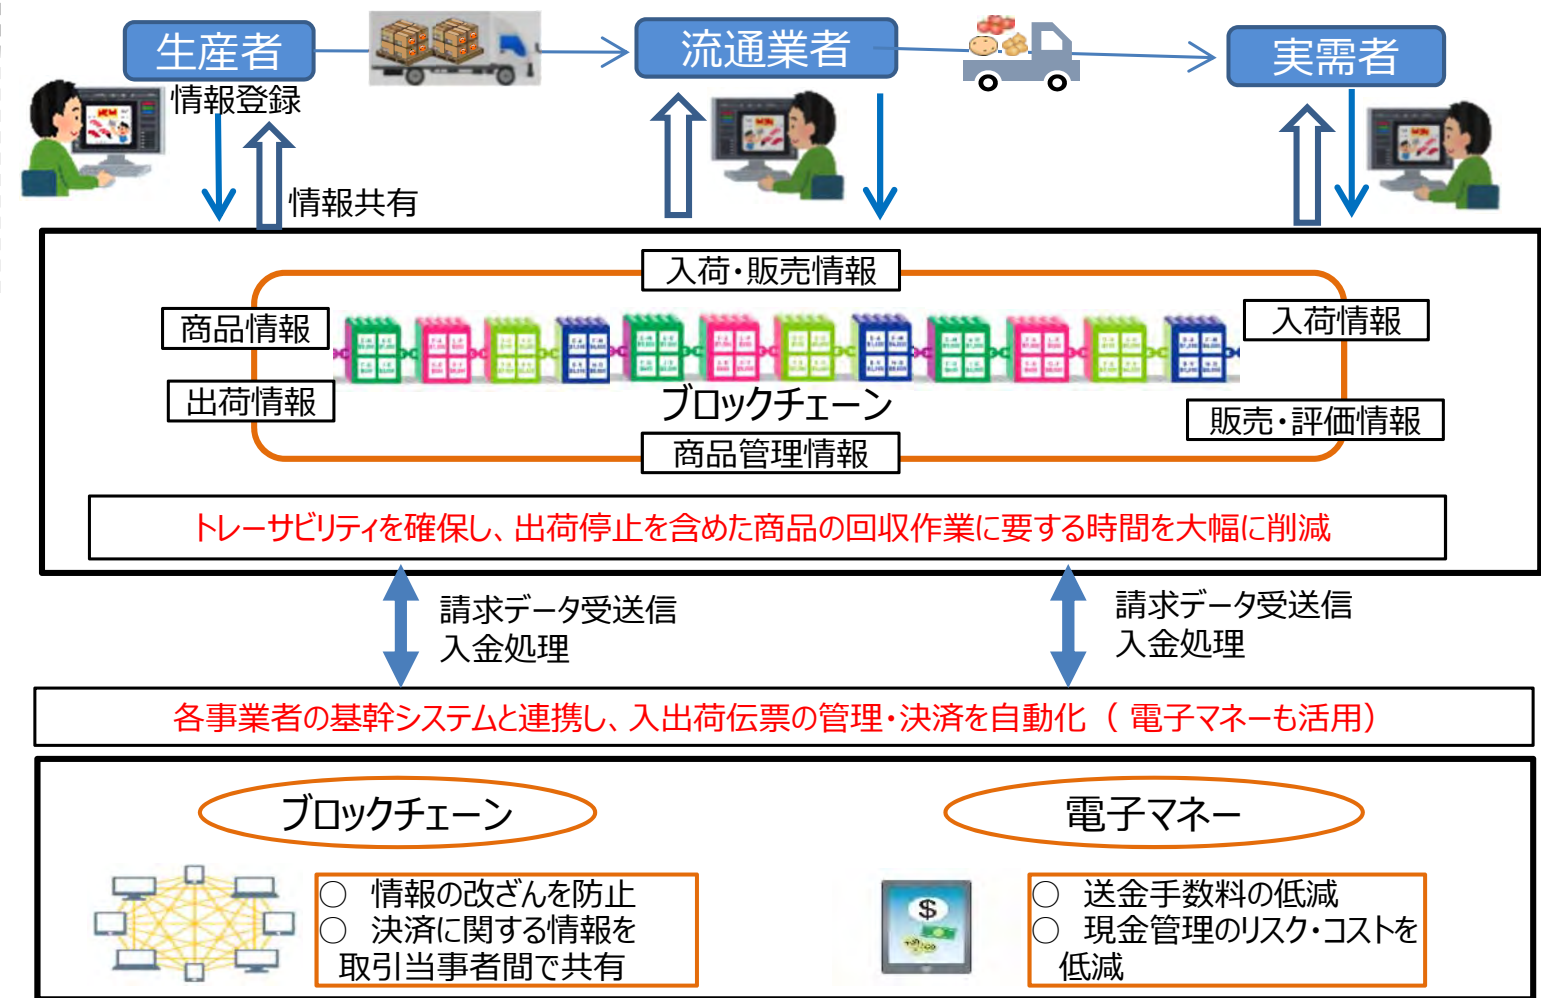 生産者
流通業者
実需者
情報登録
情報共有
入荷・販売情報
商品情報
入荷情報
出荷情報
ブロックチェーン
販売・評価情報
商品管理情報
トレーサビリティを確保し、出荷停止を含めた商品の回収作業に要する時間を大幅に削減
請求データ受送信
入金処理
請求データ受送信
入金処理
各事業者の基幹システムと連携し、入出荷伝票の管理・決済を自動化（ 電子マネーも活用）
ブロックチェーン
電子マネー
○ 情報の改ざんを防止
○ 決済に関する情報を
取引当事者間で共有
$
○ 送金手数料の低減
○ 現金管理のリスク・コストを
低減